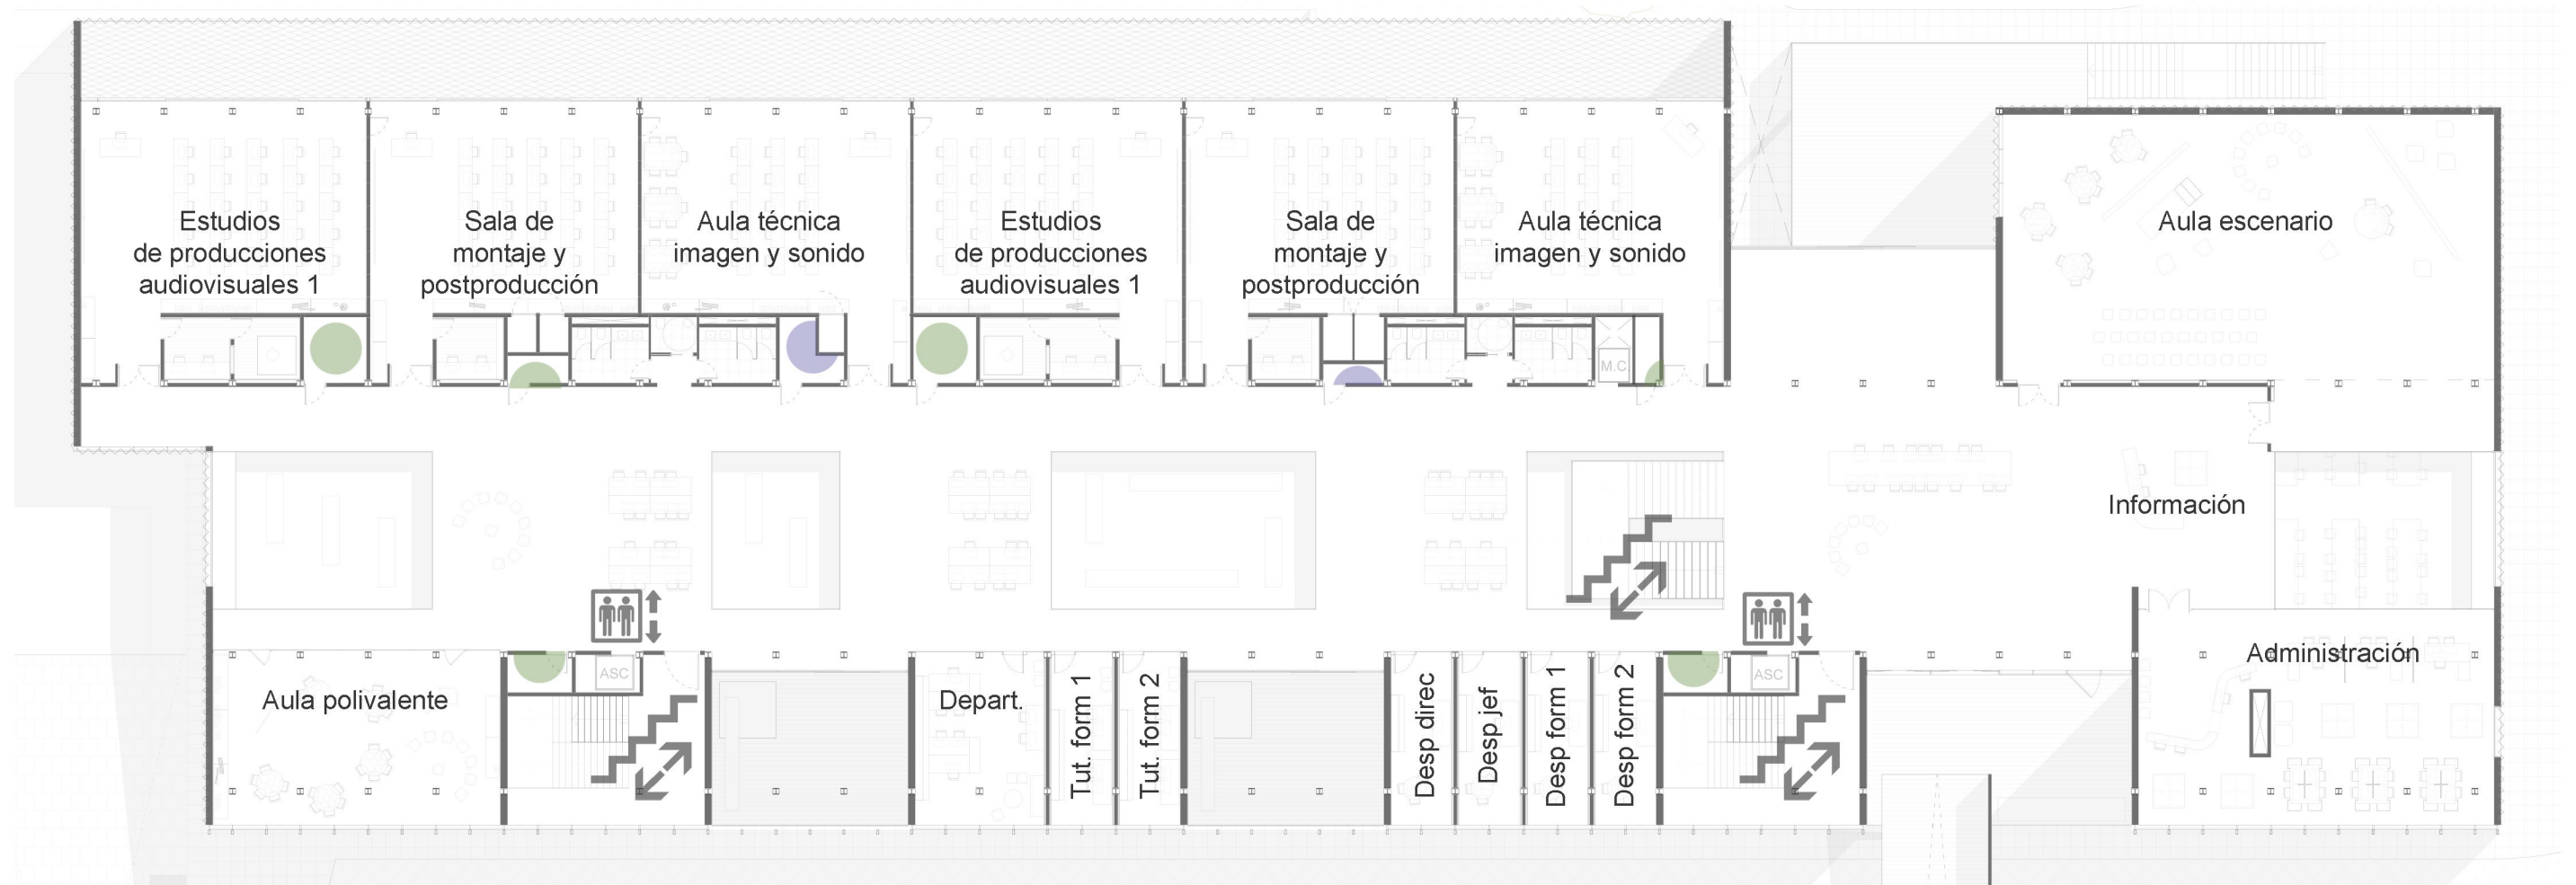 Estudios
de producciones
audiovisuales 1
Sala de
montaje y
postproducción
Aula técnica
imagen y sonido
Estudios
de producciones
audiovisuales 1
Sala de
montaje y
postproducción
Aula técnica
imagen y sonido
Aula escenario
M.C
Información
Administración
Aula polivalente
ASC
Depart.
Tut. form 1
Tut. form 2
Desp direc
Desp jef
Desp form 1
Desp form 2
ASC